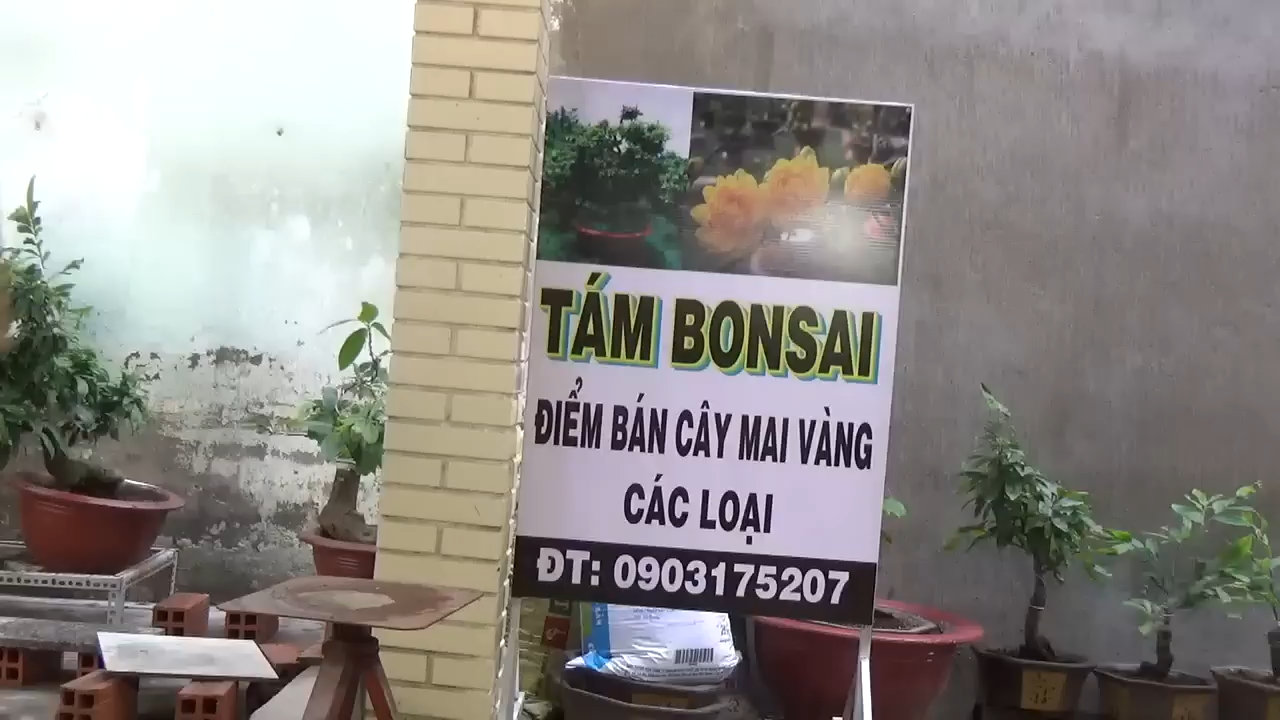 TÁM BONSAI
ĐIỂM BÁN CÂY MAI VÀNG
CÁC LOẠI
ĐT: 0903175207